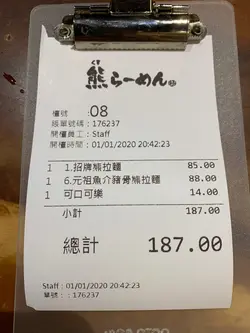 くま
熊らーめん
檯號 :08
賬單號碼 :176237
開檯員工 :Staff
開檯時間 :01/01/2020 20:42:23
1 1.招牌熊拉麵 85.00
1 6.元祖魚介豬骨熊拉麵 88.00
1 可口可樂 14.00
小計 187.00
總計 187.00
Staff : 01/01/2020 20:42:23
單號 : :176237